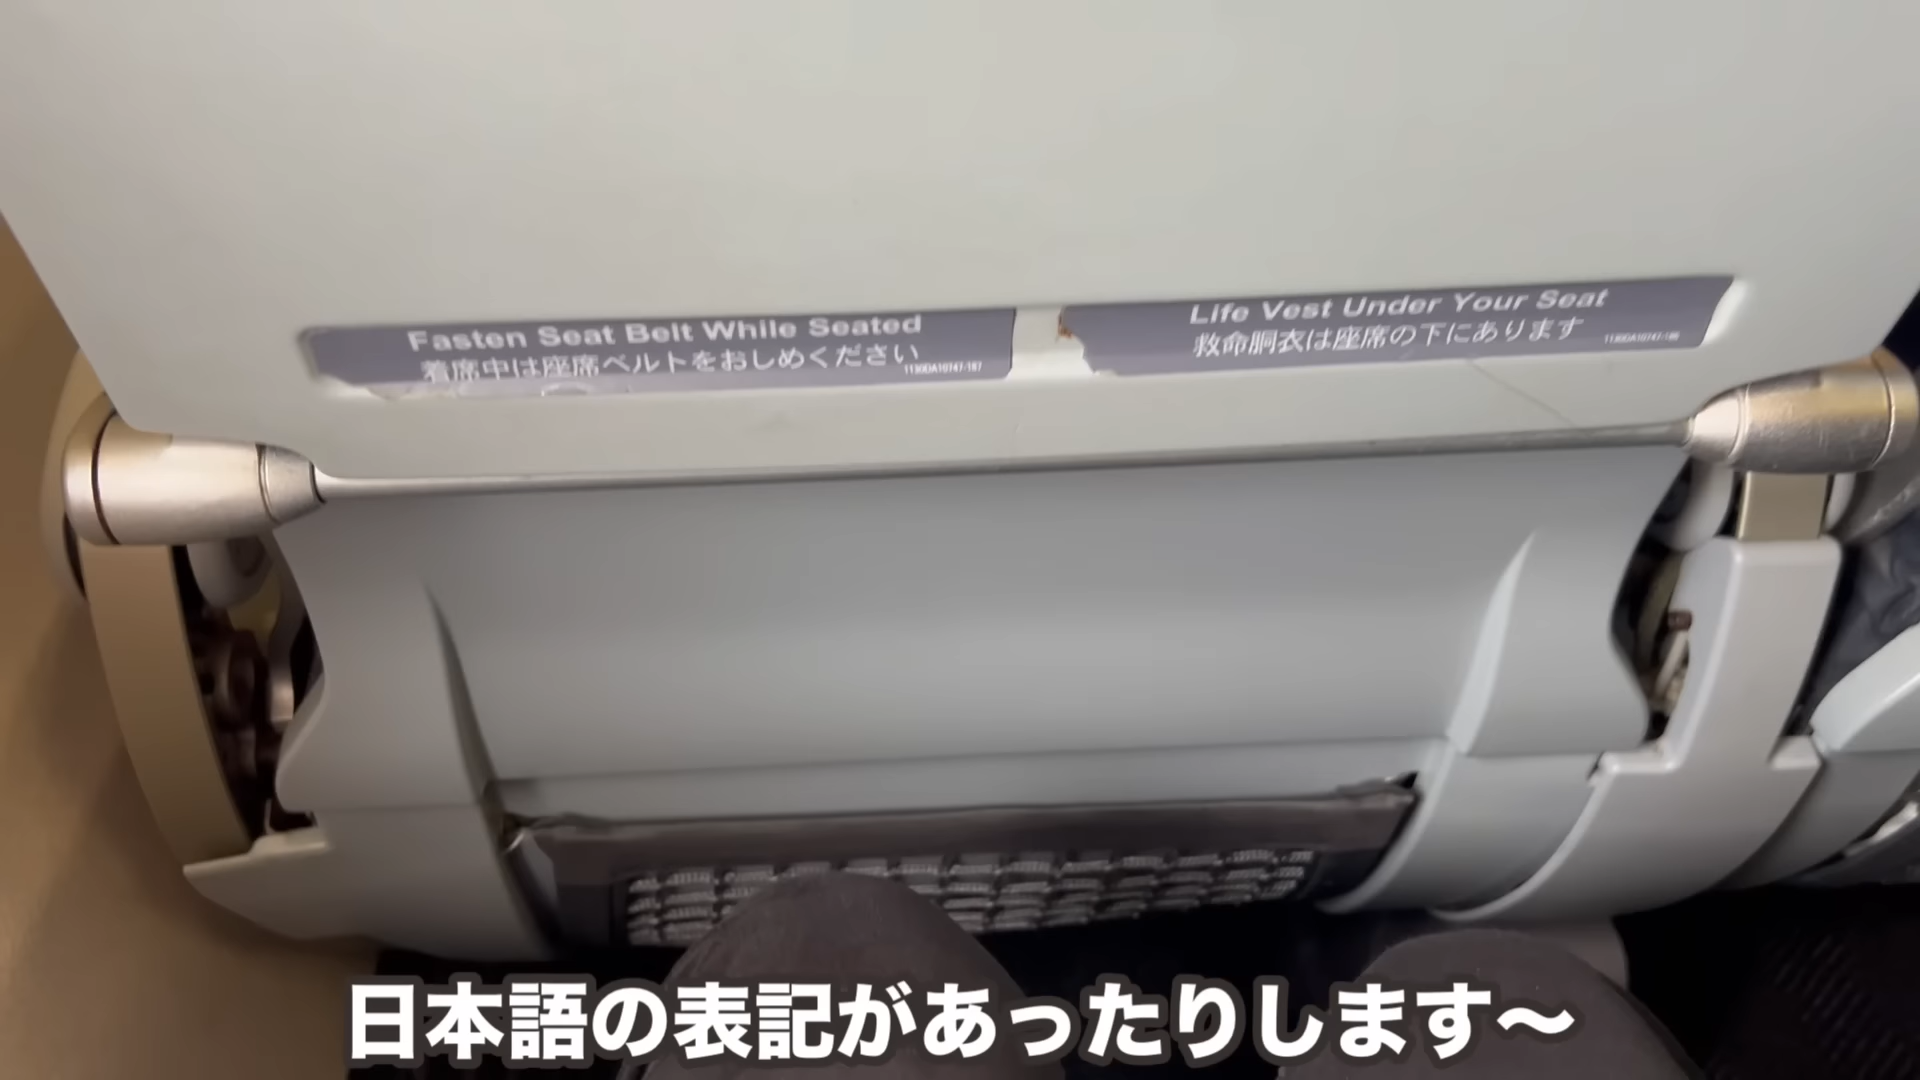 Fasten Seat Belt While Seated
着席中は座席ベルトをおしめください
1130DA10747-187
Life Vest Under Your Seat
救命胴衣は座席の下にあります
日本語の表記があったりします〜